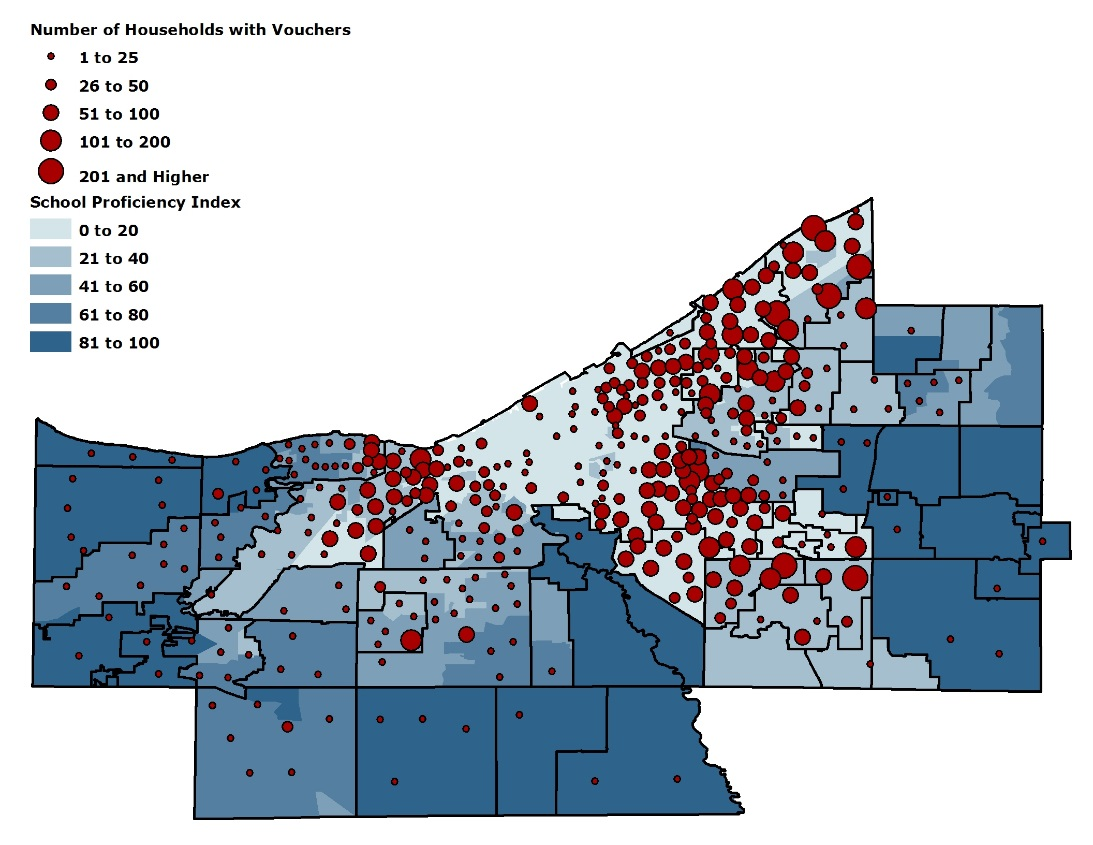 Number of Households with Vouchers
1 to 25
26 to 50
51 to 100
101 to 200
201 and Higher
School Proficiency Index
0 to 20
21 to 40
41 to 60
61 to 80
81 to 100